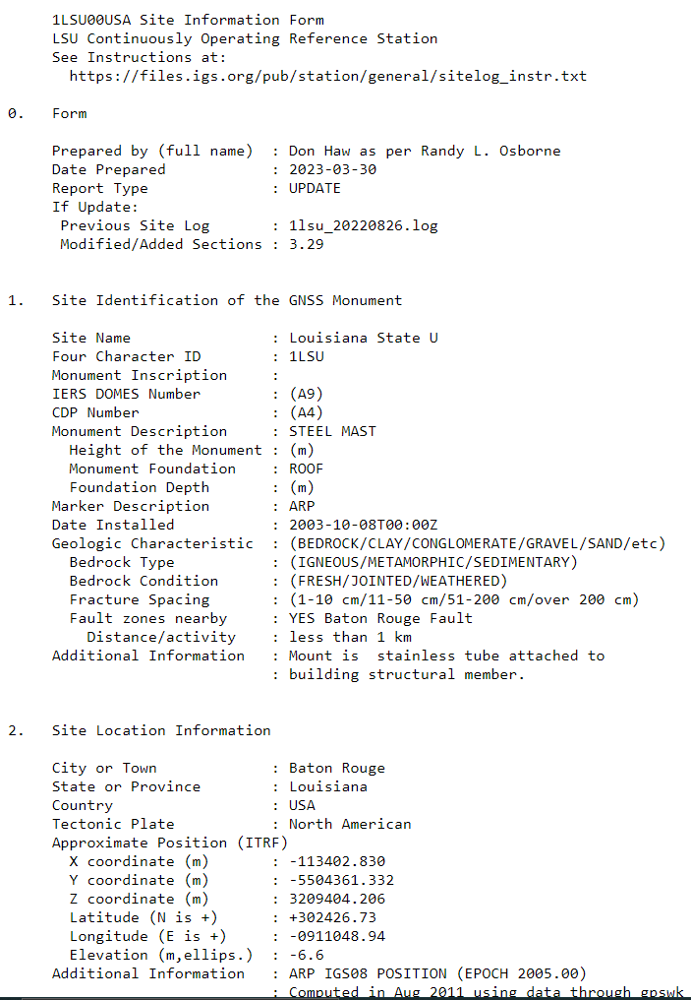 1LSU00USA Site Information Form
LSU Continuously Operating Reference Station
See Instructions at:
https://files.igs.org/pub/station/general/sitelog_instr.txt
0. Form
Prepared by (full name) : Don Haw as per Randy L. Osborne
Date Prepared : 2023-03-30
Report Type : UPDATE
If Update:
Previous Site Log : 1lsu_20220826.log
Modified/Added Sections : 3.29
1. Site Identification of the GNSS Monument
Site Name : Louisiana State U
Four Character ID : 1LSU
Monument Inscription :
IERS DOMES Number : (A9)
CDP Number : (A4)
Monument Description : STEEL MAST
Height of the Monument : (m)
Monument Foundation : ROOF
Foundation Depth : (m)
Marker Description : ARP
Date Installed : 2003-10-08T00:00Z
Geologic Characteristic : (BEDROCK/CLAY/CONGLOMERATE/GRAVEL/SAND/etc)
Bedrock Type : (IGNEOUS/METAMORPHIC/SEDIMENTARY)
Bedrock Condition : (FRESH/JOINTED/WEATHERED)
Fracture Spacing : (1-10 cm/11-50 cm/51-200 cm/over 200 cm)
Fault zones nearby : YES Baton Rouge Fault
Distance/activity : less than 1 km
Additional Information : Mount is  stainless tube attached to
: building structural member.
2. Site Location Information
City or Town : Baton Rouge
State or Province : Louisiana
Country : USA
Tectonic Plate : North American
Approximate Position (ITRF)
X coordinate (m) : -113402.830
Y coordinate (m) : -5504361.332
Z coordinate (m) : 3209404.206
Latitude (N is +) : +302426.73
Longitude (E is +) : -0911048.94
Elevation (m,ellips.) : -6.6
Additional Information : ARP IGS08 POSITION (EPOCH 2005.00)
: Computed in Aug 2011 using data through gpswk